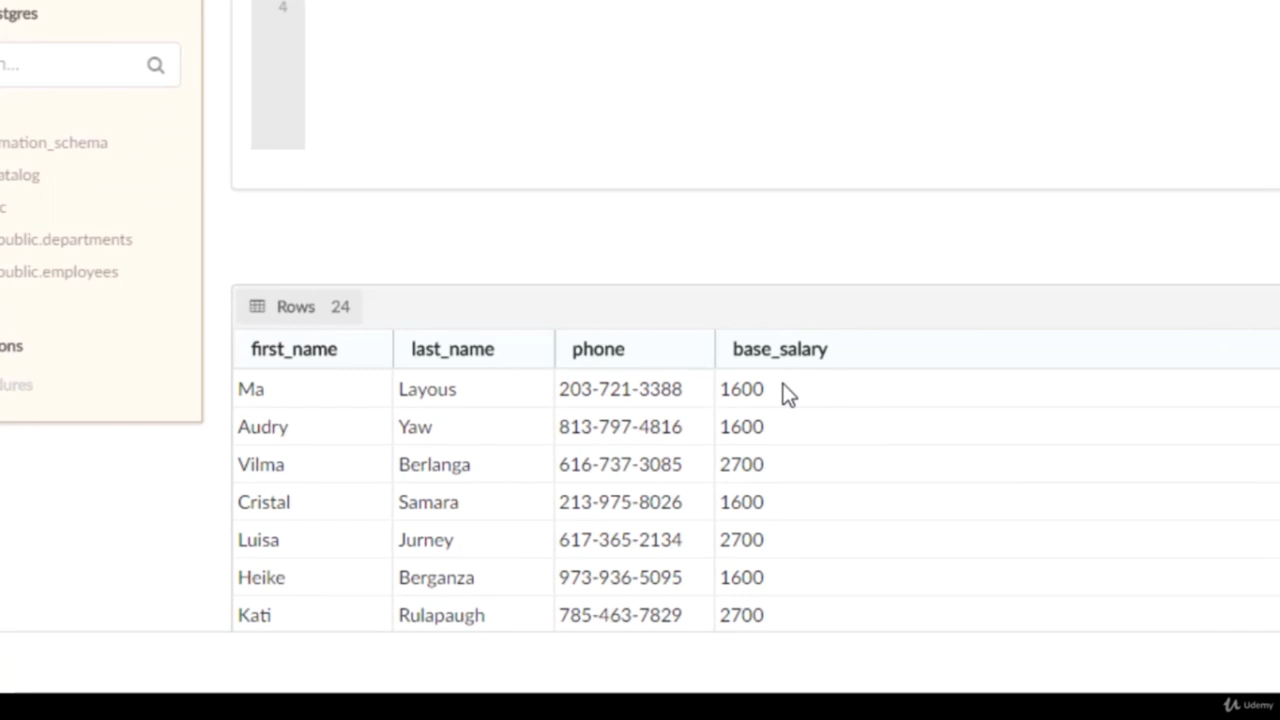 stgres
4
n...
mation_schema
atalog
c
public.departments
public.employees
ons
dures
Rows 24
first_name last_name phone base_salary
Ma Layous 203-721-3388 1600
Audry Yaw 813-797-4816 1600
Vilma Berlanga 616-737-3085 2700
Cristal Samara 213-975-8026 1600
Luisa Jurney 617-365-2134 2700
Heike Berganza 973-936-5095 1600
Kati Rulapaugh 785-463-7829 2700
Udemy